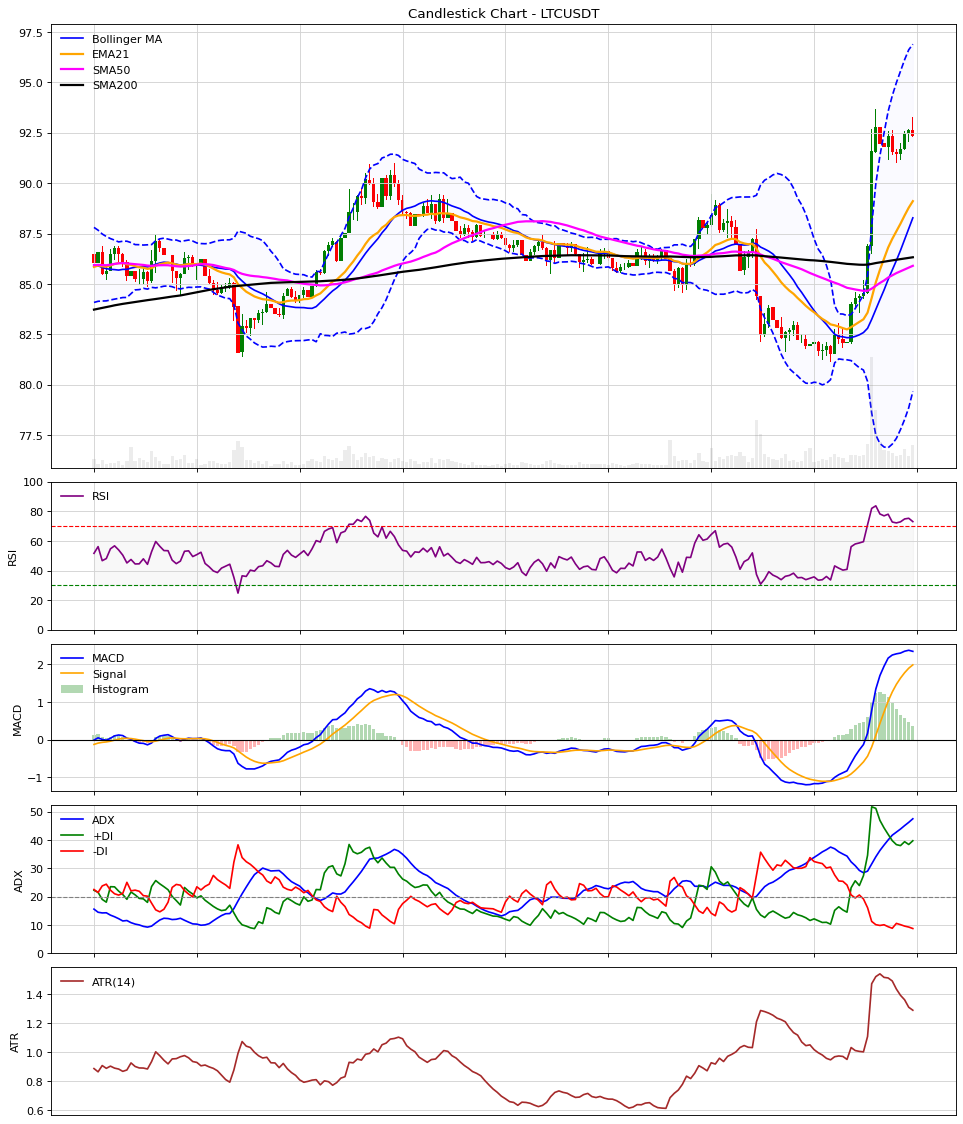 Candlestick Chart - LTCUSDT
97.5
95.0
92.5
90.0
87.5
85.0
82.5
80.0
77.5
Bollinger MA
EMA21
SMA50
SMA200
100
80
60
40
20
0
RSI
RSI
2
1
0
−1
MACD
MACD
Signal
Histogram
50
40
30
20
10
0
ADX
ADX
+DI
-DI
1.4
1.2
1.0
0.8
0.6
ATR
ATR(14)